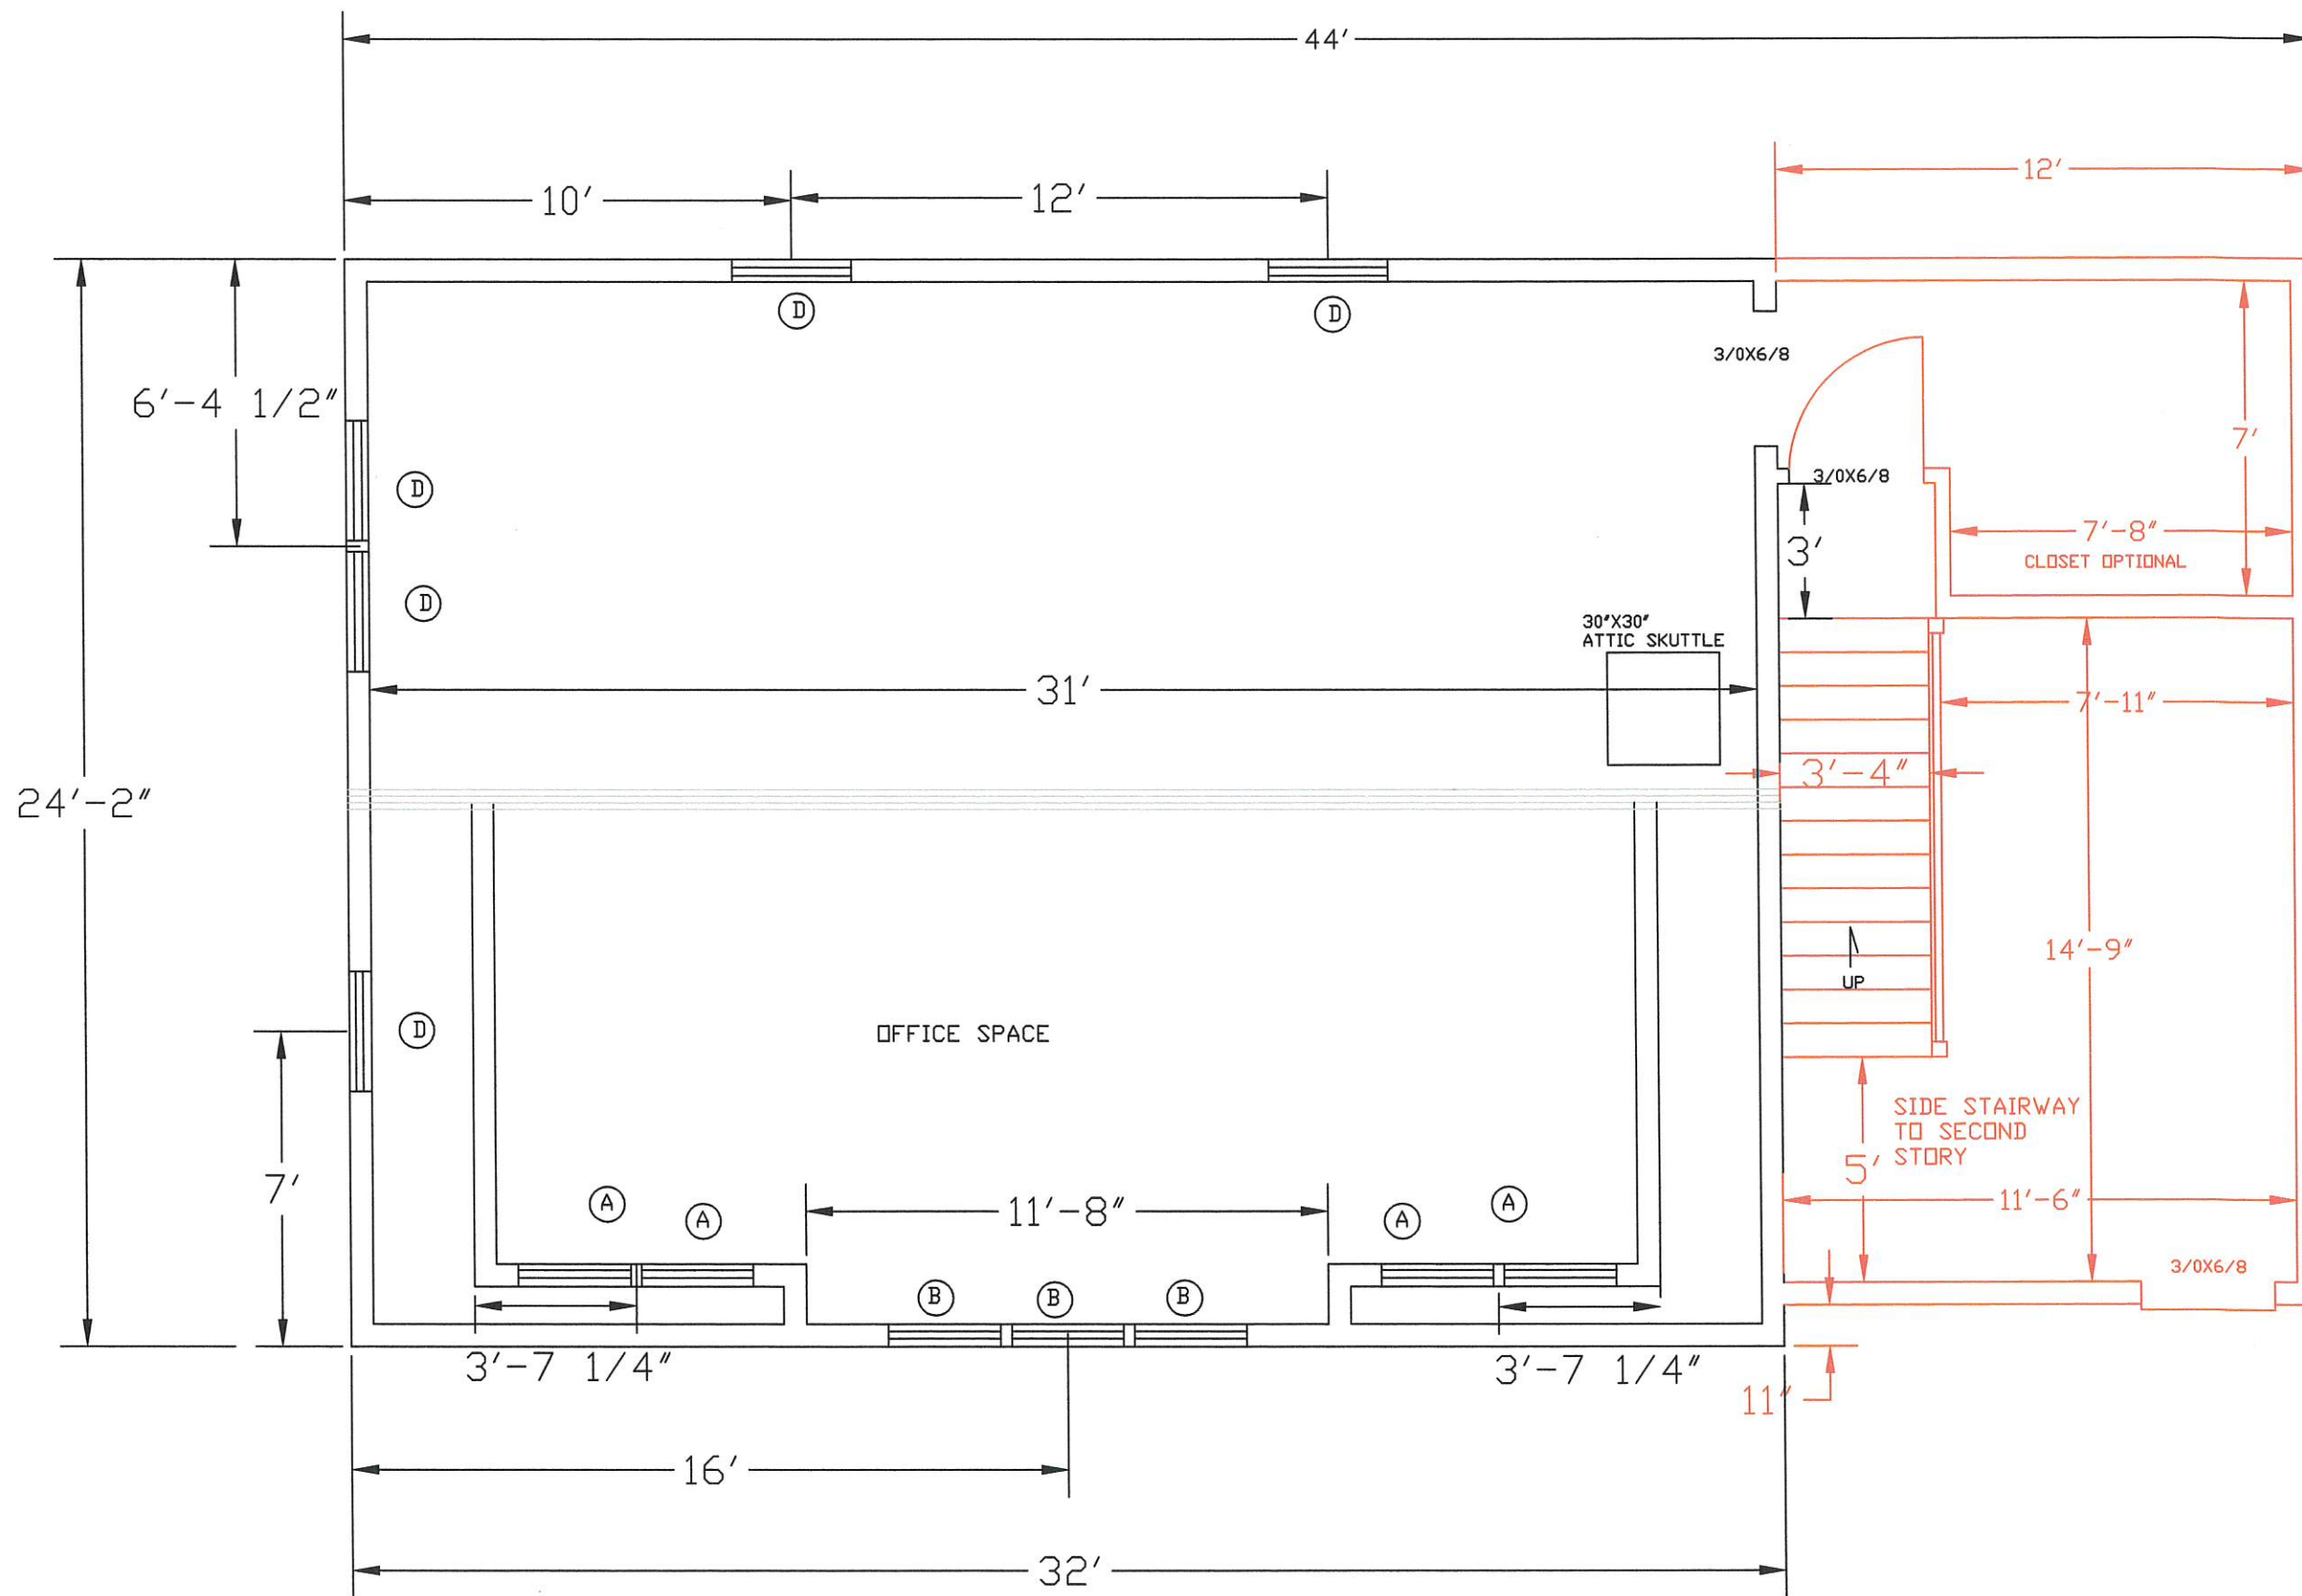 44'
12'
10'
12'
D
D
3/0X6/8
6'-4 1/2"
7'
D
3/0X6/8
7'-8"
3'
CLOSET OPTIONAL
D
30"X30"
ATTIC SKUTTLE
31'
7'-11"
3'-4"
24'-2"
14'-9"
UP
D
OFFICE SPACE
SIDE STAIRWAY
TO SECOND
STORY
5'
7'
A
A
11'-8"
A
A
11'-6"
3/0X6/8
B
B
B
3'-7 1/4"
3'-7 1/4"
11"
16'
32'